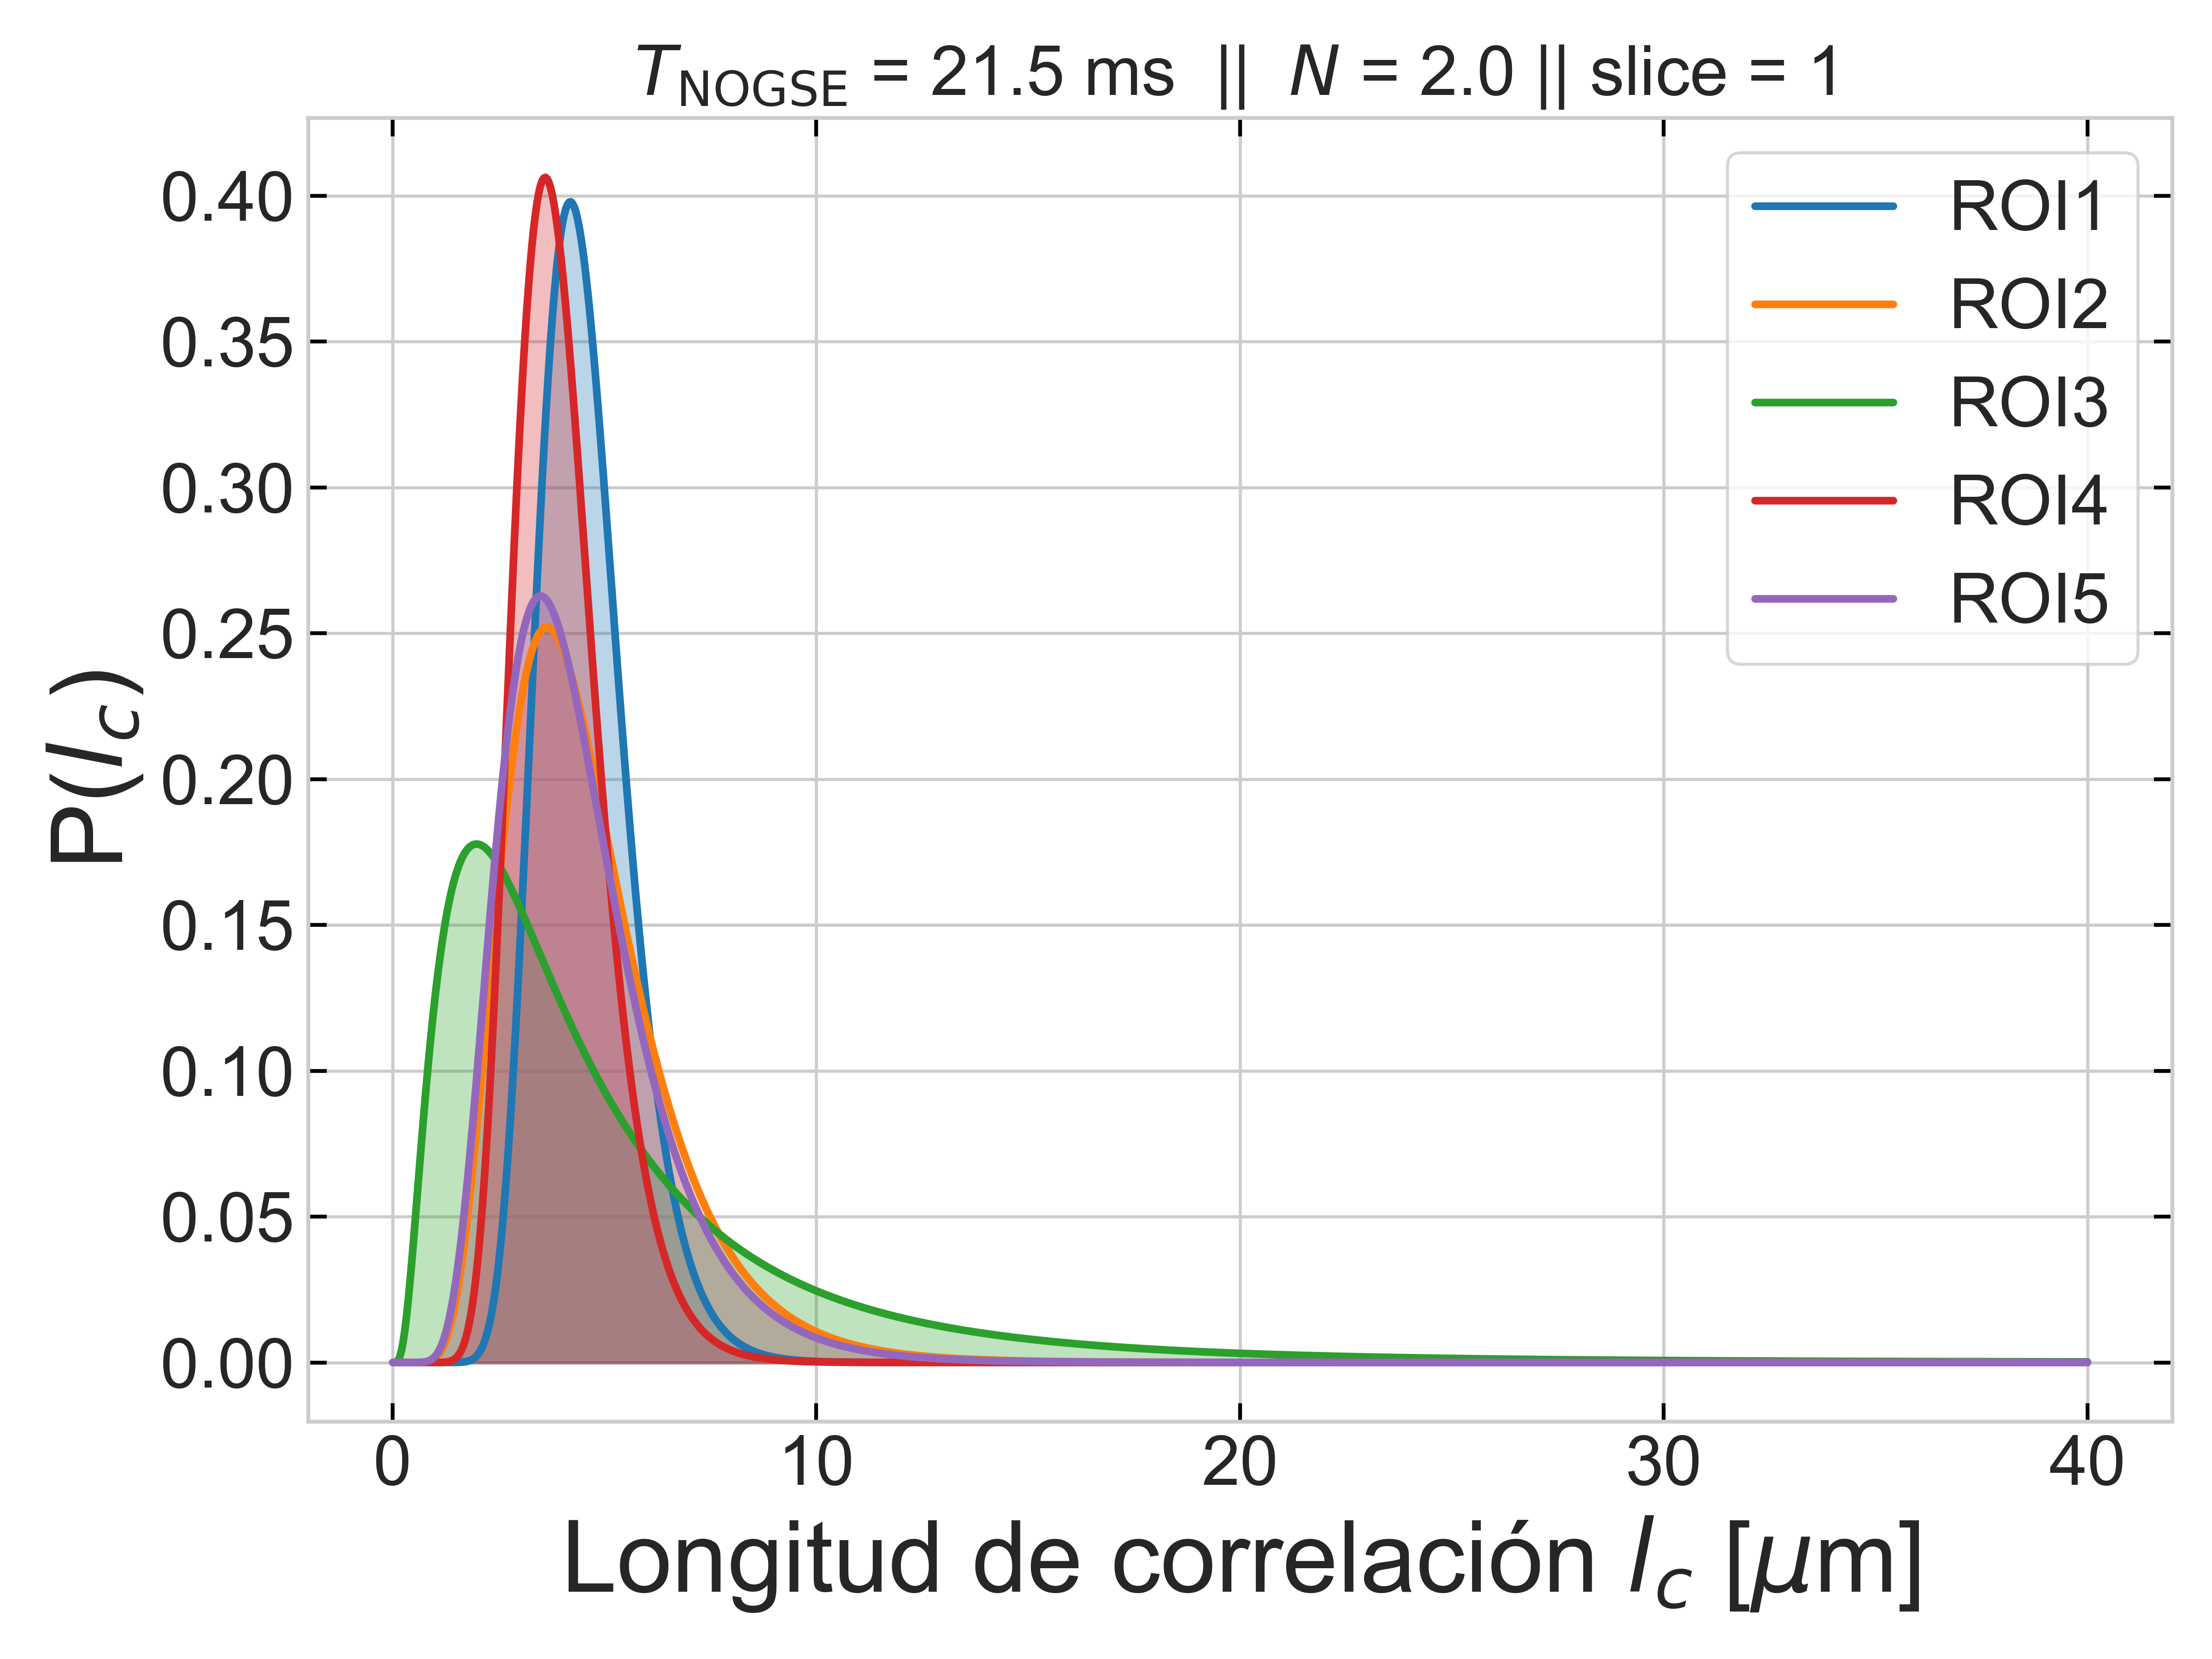 T_NOGSE = 21.5 ms || N = 2.0 || slice = 1
ROI1
ROI2
ROI3
ROI4
ROI5
P(l_c)
0.40
0.35
0.30
0.25
0.20
0.15
0.10
0.05
0.00
0 10 20 30 40
Longitud de correlación l_c [μm]